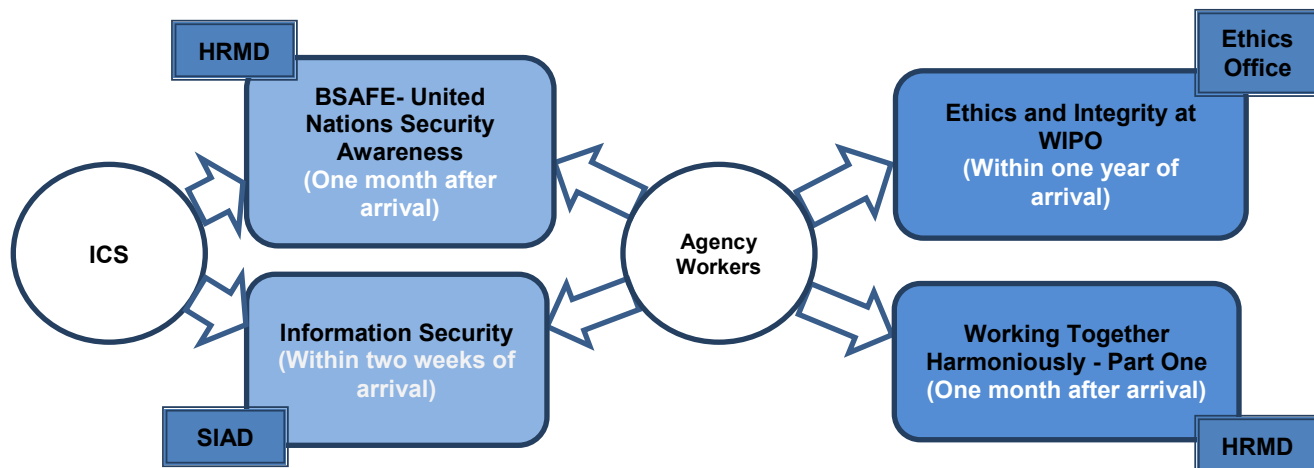 HRMD
BSAFE- United
Nations Security
Awareness
(One month after
arrival)
Ethics
Office
Ethics and Integrity at
WIPO
(Within one year of
arrival)
ICS
Agency
Workers
Information Security
(Within two weeks of
arrival)
SIAD
Working Together
Harmoniously - Part One
(One month after arrival)
HRMD